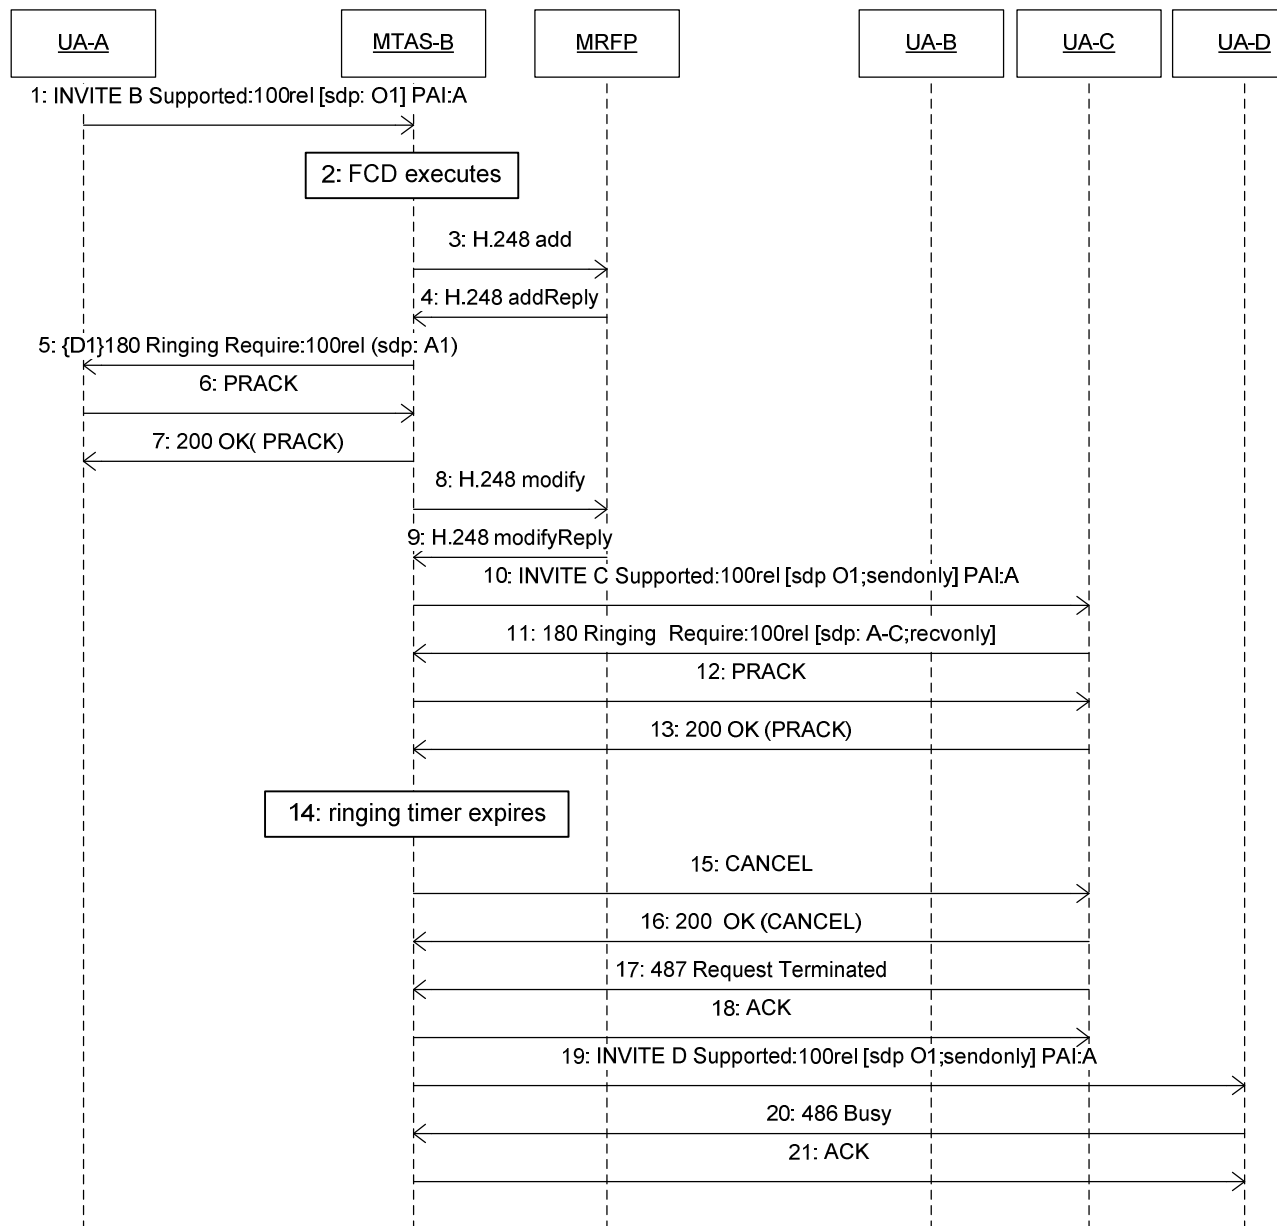 UA-A
MTAS-B
MRFP
UA-B
UA-C
UA-D
1: INVITE B Supported:100rel [sdp: O1] PAI:A
2: FCD executes
3: H.248 add
4: H.248 addReply
5: {D1}180 Ringing Require:100rel (sdp: A1)
6: PRACK
7: 200 OK( PRACK)
8: H.248 modify
9: H.248 modifyReply
10: INVITE C Supported:100rel [sdp O1;sendonly] PAI:A
11: 180 Ringing Require:100rel [sdp: A-C;recvonly]
12: PRACK
13: 200 OK (PRACK)
14: ringing timer expires
15: CANCEL
16: 200 OK (CANCEL)
17: 487 Request Terminated
18: ACK
19: INVITE D Supported:100rel [sdp O1;sendonly] PAI:A
20: 486 Busy
21: ACK